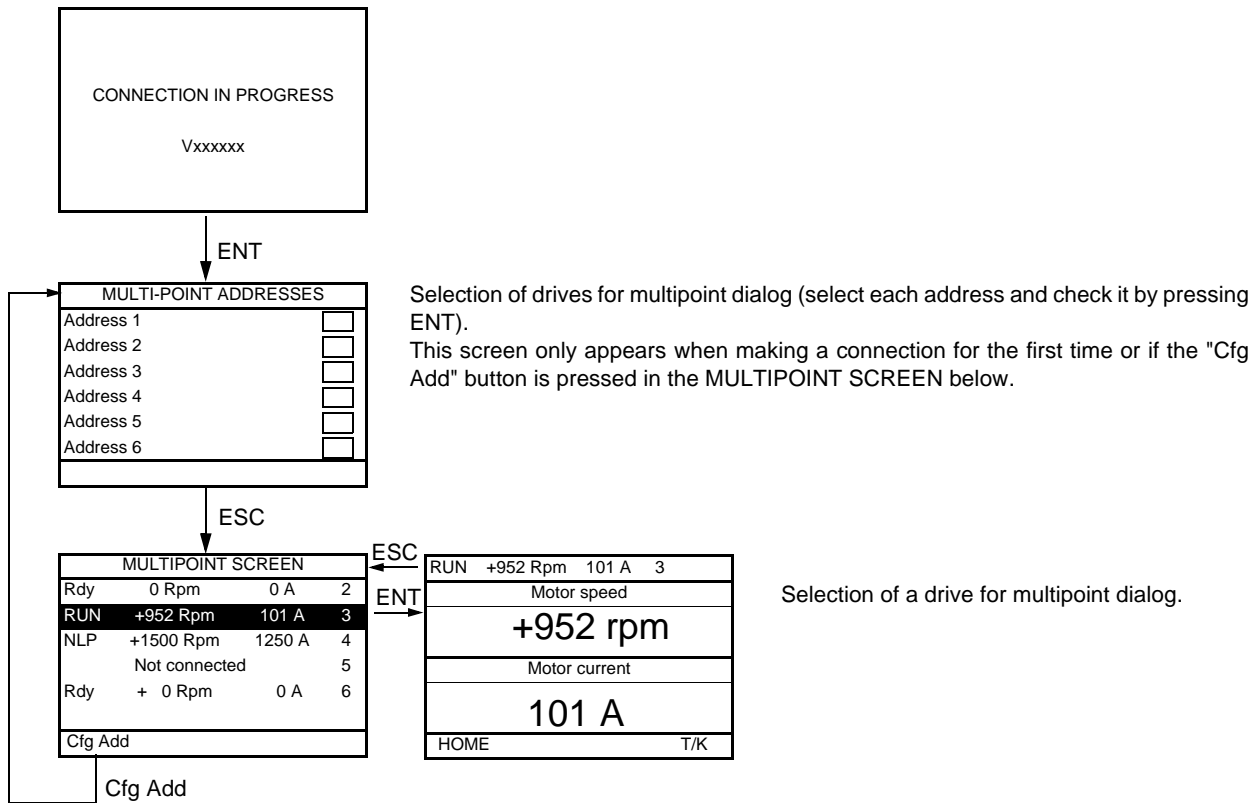 CONNECTION IN PROGRESS
Vxxxxxx
ENT
MULTI-POINT ADDRESSES
Address 1
Address 2
Address 3
Address 4
Address 5
Address 6
Selection of drives for multipoint dialog (select each address and check it by pressing
ENT).
This screen only appears when making a connection for the first time or if the "Cfg
Add" button is pressed in the MULTIPOINT SCREEN below.
ESC
MULTIPOINT SCREEN
Rdy 0 Rpm 0 A 2
RUN +952 Rpm 101 A 3
NLP +1500 Rpm 1250 A 4
Not connected 5
Rdy + 0 Rpm 0 A 6
Cfg Add
ESC
ENT
RUN +952 Rpm 101 A 3
Motor speed
+952 rpm
Motor current
101 A
HOME T/K
Selection of a drive for multipoint dialog.
Cfg Add